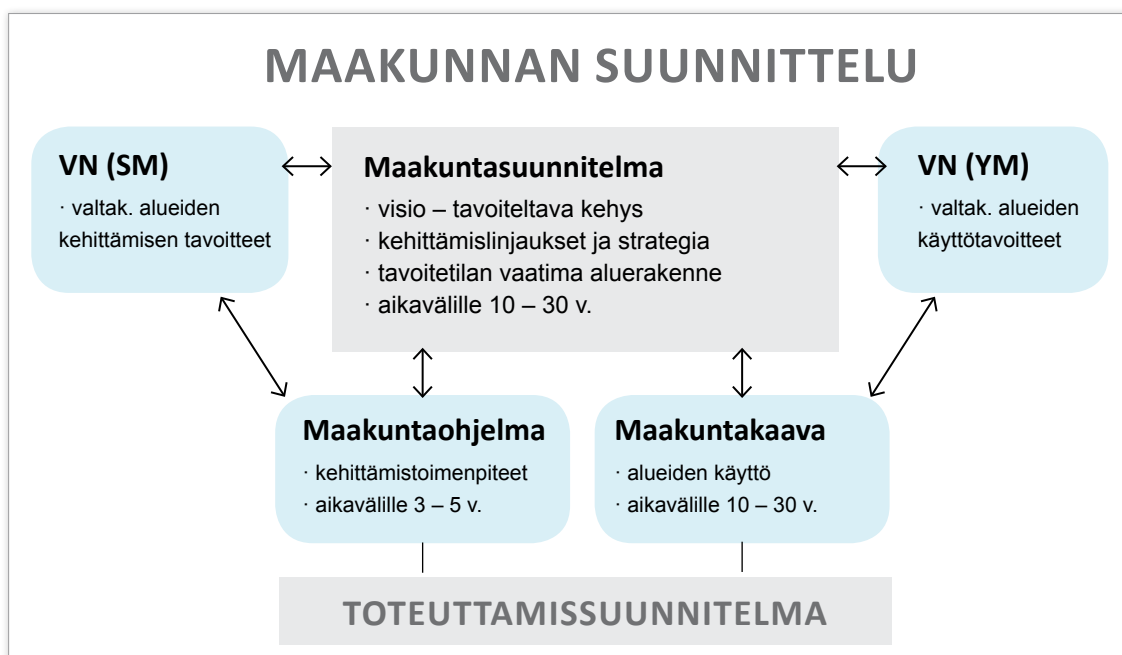 MAAKUNNAN SUUNNITTELU
VN (SM)
· valtak. alueiden
kehittämisen tavoitteet
Maakuntasuunnitelma
· visio – tavoiteltava kehys
· kehittämislinjaukset ja strategia
· tavoitetilan vaatima aluerakenne
· aikavälille 10 – 30 v.
VN (YM)
· valtak. alueiden
käyttötavoitteet
Maakuntaohjelma
· kehittämistoimenpiteet
· aikavälille 3 – 5 v.
Maakuntakaava
· alueiden käyttö
· aikavälille 10 – 30 v.
TOTEUTTAMISSUUNNITELMA